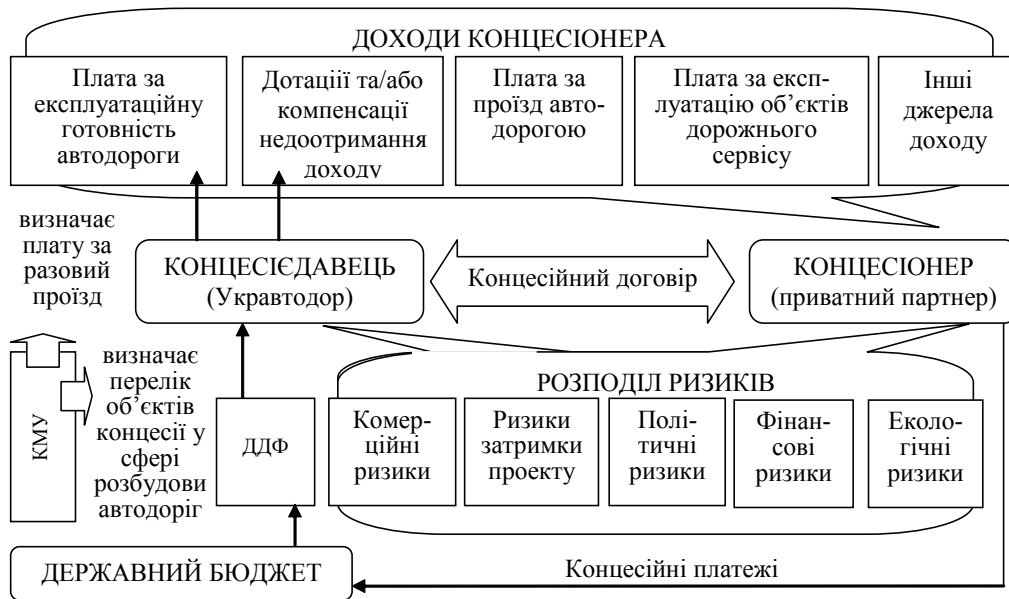 ДОХОДИ КОНЦЕСІОНЕРА
Плата за
експлуатаційну
готовність
автодороги
Дотаціїї та/або
компенсації
недоотримання
доходу
Плата за
проїзд авто-
дорогою
Плата за експ-
луатацію об’єктів
дорожнього
сервісу
Інші
джерела
доходу
визначає
плату за
разовий
проїзд
КОНЦЕСІЄДАВЕЦЬ
(Укравтодор)
Концесійний договір
КОНЦЕСІОНЕР
(приватний партнер)
КМУ
визначає
перелік
об’єктів
концесії у
сфері
розбудови
автодоріг
ДДФ
РОЗПОДІЛ РИЗИКІВ
Комер-
ційні
ризики
Ризики
затримки
проекту
Полі-
тичні
ризики
Фінан-
сові
ризики
Еколо-
гічні
ризики
ДЕРЖАВНИЙ БЮДЖЕТ
Концесійні платежі